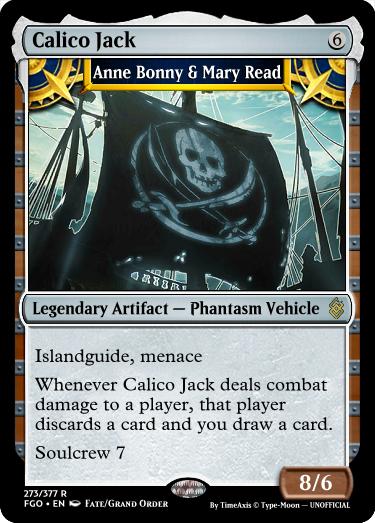 Calico Jack 6
Anne Bonny & Mary Read
Legendary Artifact — Phantasm Vehicle
Islandguide, menace
Whenever Calico Jack deals combat
damage to a player, that player
discards a card and you draw a card.
Soulcrew 7
8/6
273/377 R
FGO • EN Fate/Grand Order
By TimeAxis © Type-Moon — UNOFFICIAL